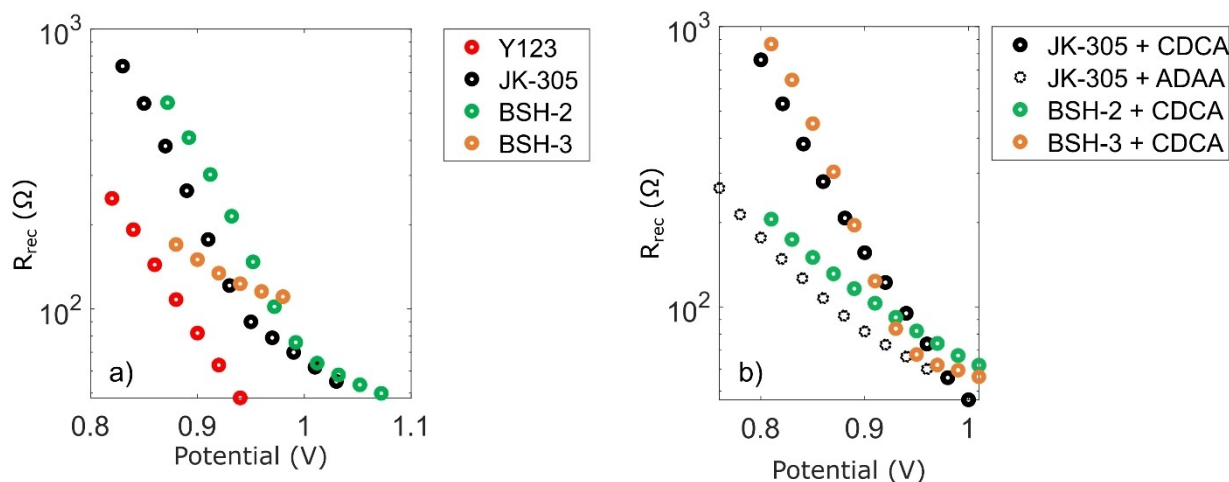 10³
10²
R_rec (Ω)
a)
0.8 0.9 1 1.1
Potential (V)
Y123
JK-305
BSH-2
BSH-3
10³
10²
R_rec (Ω)
b)
0.8 0.9 1
Potential (V)
JK-305 + CDCA
JK-305 + ADAA
BSH-2 + CDCA
BSH-3 + CDCA